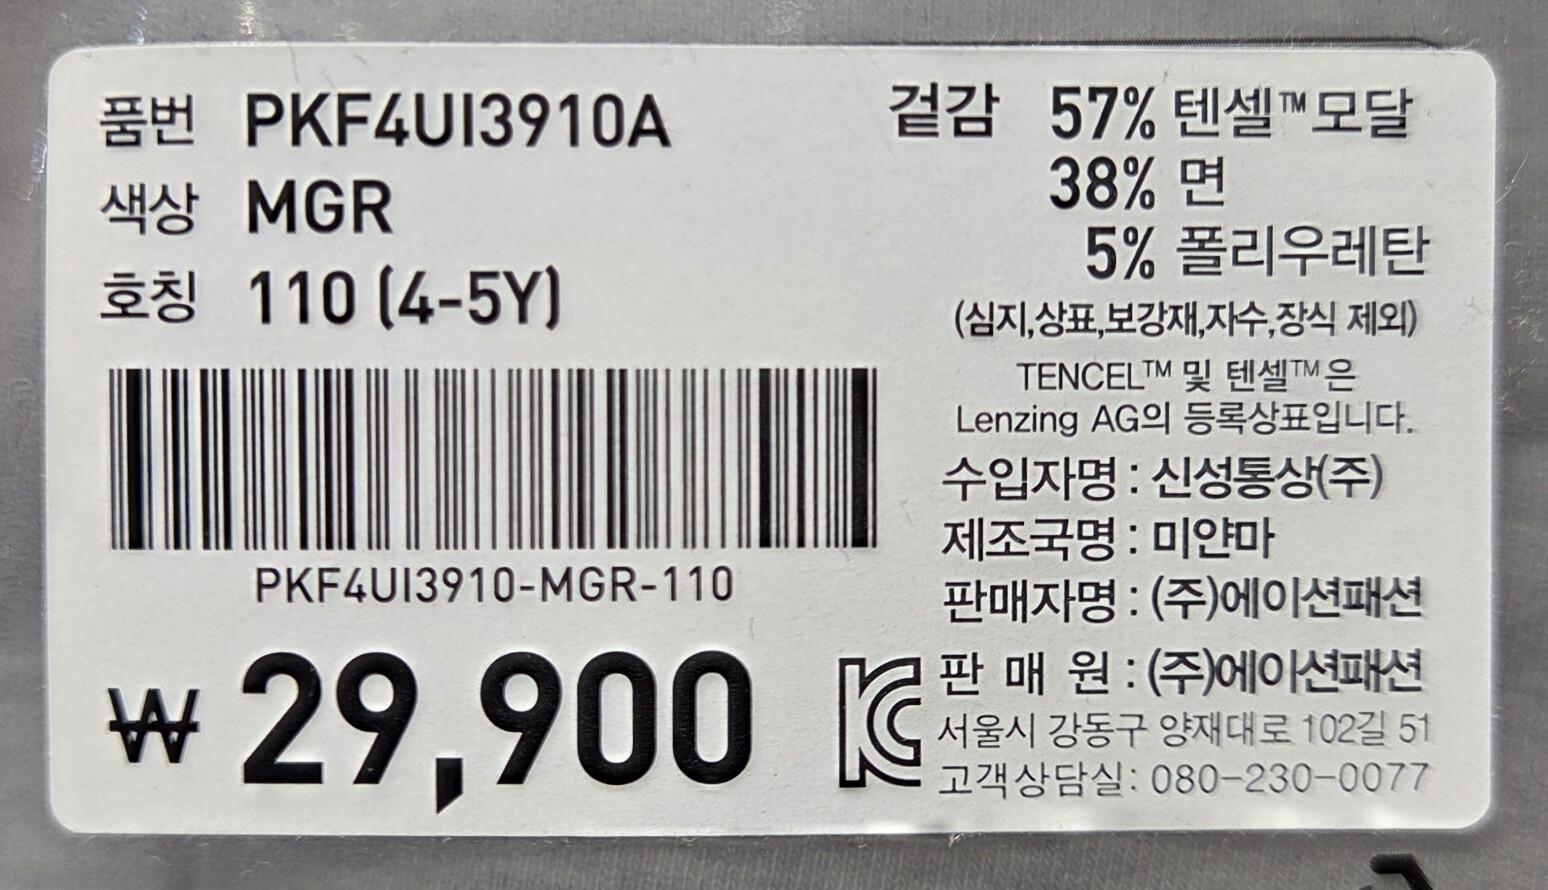 품번 PKF4UI3910A
색상 MGR
호칭 110 (4-5Y)
PKF4UI3910-MGR-110
₩ 29,900
겉감 57% 텐셀™모달
38% 면
5% 폴리우레탄
(심지,상표,보강재,자수,장식 제외)
TENCEL™ 및 텐셀™은
Lenzing AG의 등록상표입니다.
수입자명 : 신성통상(주)
제조국명 : 미얀마
판매자명 : (주)에이션패션
판 매 원 : (주)에이션패션
서울시 강동구 양재대로 102길 51
고객상담실: 080-230-0077
KC